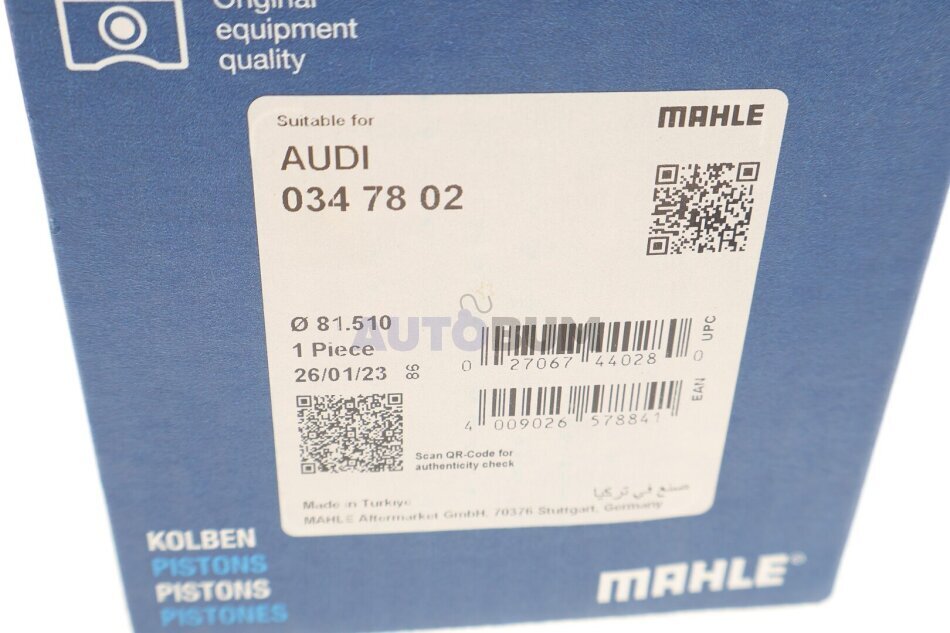 Original
equipment
quality
Suitable for
MAHLE
AUDI
034 78 02
Ø 81.510
1 Piece
26/01/23
86
AUTOBUM
0 27067 44028 0
UPC
4 009026 578841
EAN
Scan QR-Code for
authenticity check
صنع في تركيا
Made in Türkiye
MAHLE Aftermarket GmbH, 70376 Stuttgart, Germany
KOLBEN
PISTONS
PISTONS
PISTONES
MAHLE®